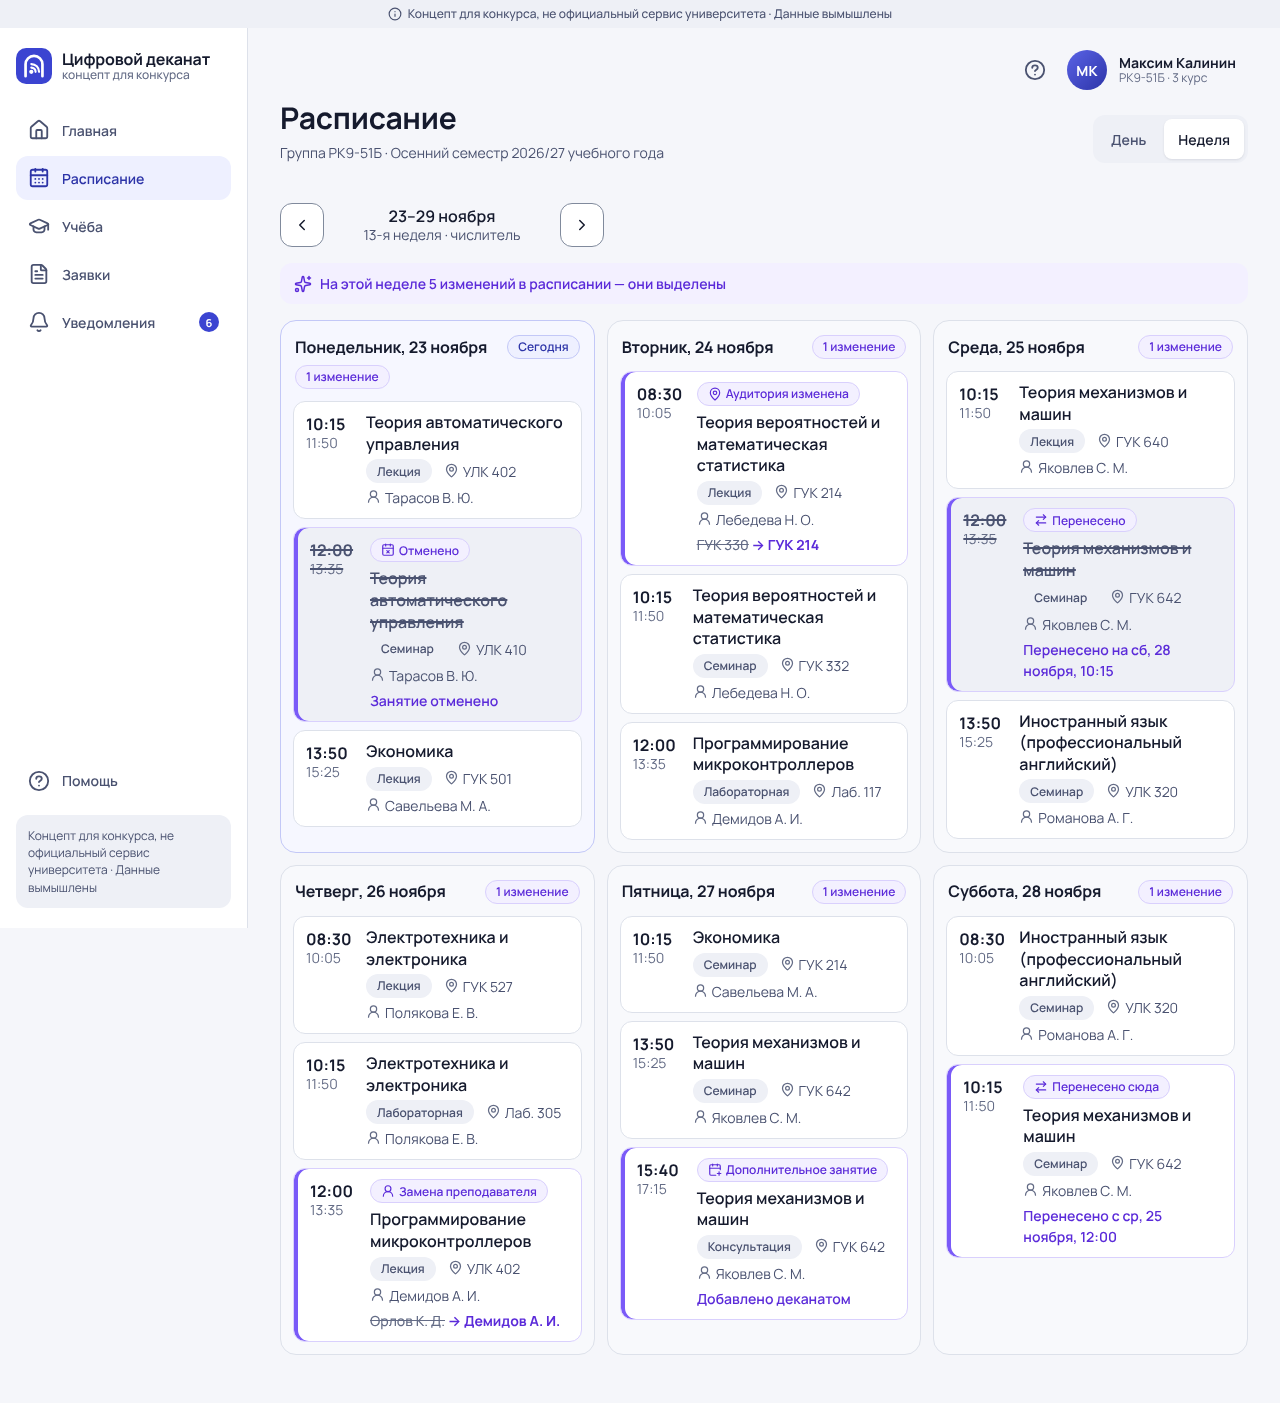 Концепт для конкурса, не официальный сервис университета · Данные вымышлены
Цифровой деканат
концепт для конкурса
Главная
Расписание
Учёба
Заявки
Уведомления
6
Помощь
Концепт для конкурса, не
официальный сервис
университета · Данные
вымышлены
МК
Максим Калинин
РК9-51Б · 3 курс
Расписание
Группа РК9-51Б · Осенний семестр 2026/27 учебного года
День
Неделя
23–29 ноября
13-я неделя · числитель
На этой неделе 5 изменений в расписании — они выделены
Понедельник, 23 ноября
Сегодня
1 изменение
10:15
11:50
Теория автоматического
управления
Лекция
УЛК 402
Тарасов В. Ю.
12:00
13:35
Отменено
Теория
автоматического
управления
Семинар
УЛК 410
Тарасов В. Ю.
Занятие отменено
13:50
15:25
Экономика
Лекция
ГУК 501
Савельева М. А.
Вторник, 24 ноября
1 изменение
08:30
10:05
Аудитория изменена
Теория вероятностей и
математическая
статистика
Лекция
ГУК 214
Лебедева Н. О.
ГУК 330 → ГУК 214
10:15
11:50
Теория вероятностей и
математическая
статистика
Семинар
ГУК 332
Лебедева Н. О.
12:00
13:35
Программирование
микроконтроллеров
Лабораторная
Лаб. 117
Демидов А. И.
Среда, 25 ноября
1 изменение
10:15
11:50
Теория механизмов и
машин
Лекция
ГУК 640
Яковлев С. М.
12:00
13:35
Перенесено
Теория механизмов и
машин
Семинар
ГУК 642
Яковлев С. М.
Перенесено на сб, 28
ноября, 10:15
13:50
15:25
Иностранный язык
(профессиональный
английский)
Семинар
УЛК 320
Романова А. Г.
Четверг, 26 ноября
1 изменение
08:30
10:05
Электротехника и
электроника
Лекция
ГУК 527
Полякова Е. В.
10:15
11:50
Электротехника и
электроника
Лабораторная
Лаб. 305
Полякова Е. В.
12:00
13:35
Замена преподавателя
Программирование
микроконтроллеров
Лекция
УЛК 402
Демидов А. И.
Орлов К. Д. → Демидов А. И.
Пятница, 27 ноября
1 изменение
10:15
11:50
Экономика
Семинар
ГУК 214
Савельева М. А.
13:50
15:25
Теория механизмов и
машин
Семинар
ГУК 642
Яковлев С. М.
15:40
17:15
Дополнительное занятие
Теория механизмов и
машин
Консультация
ГУК 642
Яковлев С. М.
Добавлено деканатом
Суббота, 28 ноября
1 изменение
08:30
10:05
Иностранный язык
(профессиональный
английский)
Семинар
УЛК 320
Романова А. Г.
10:15
11:50
Перенесено сюда
Теория механизмов и
машин
Семинар
ГУК 642
Яковлев С. М.
Перенесено с ср, 25
ноября, 12:00